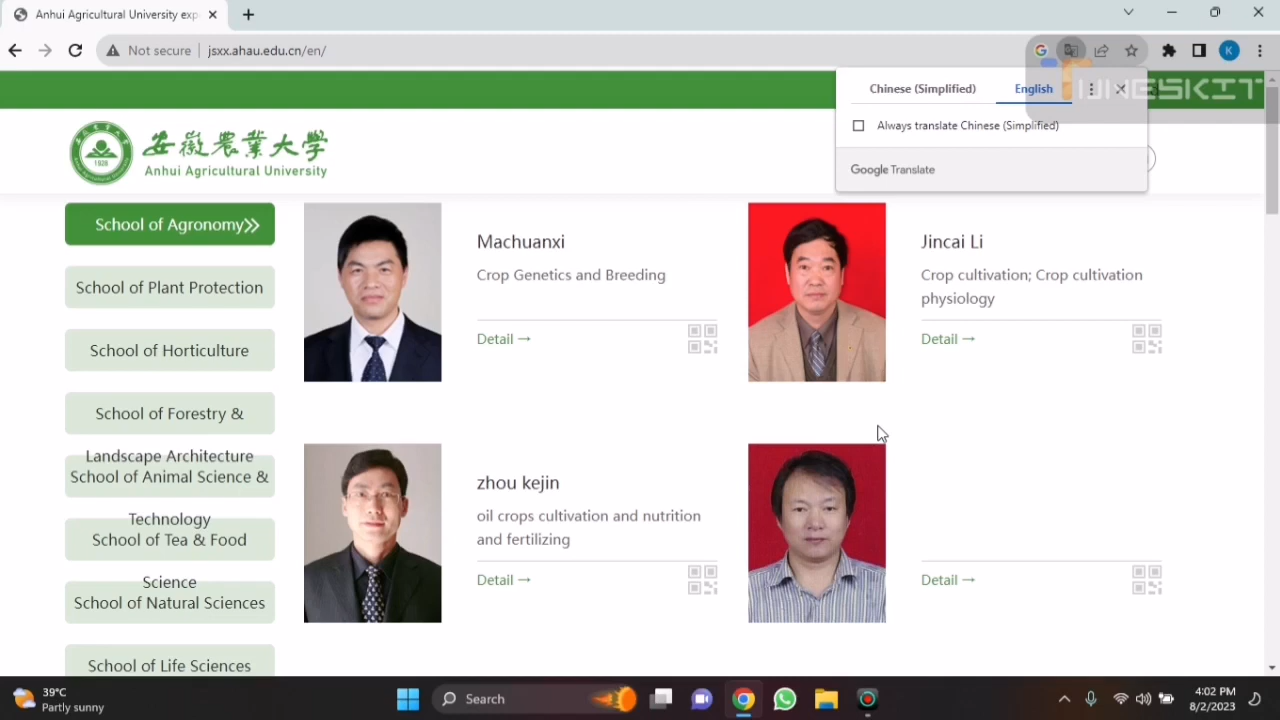 Anhui Agricultural University exp
Not secure
jsxx.ahau.edu.cn/en/
K
Chinese (Simplified)
English
TUNESKIT
Always translate Chinese (Simplified)
Google Translate
1928
安徽農業大學
Anhui Agricultural University
School of Agronomy
School of Plant Protection
School of Horticulture
School of Forestry &
Landscape Architecture
School of Animal Science &
Technology
School of Tea & Food
Science
School of Natural Sciences
School of Life Sciences
Machuanxi
Crop Genetics and Breeding
Detail →
Jincai Li
Crop cultivation; Crop cultivation
physiology
Detail →
zhou kejin
oil crops cultivation and nutrition
and fertilizing
Detail →
Detail →
39°C
Partly sunny
Search
4:02 PM
8/2/2023